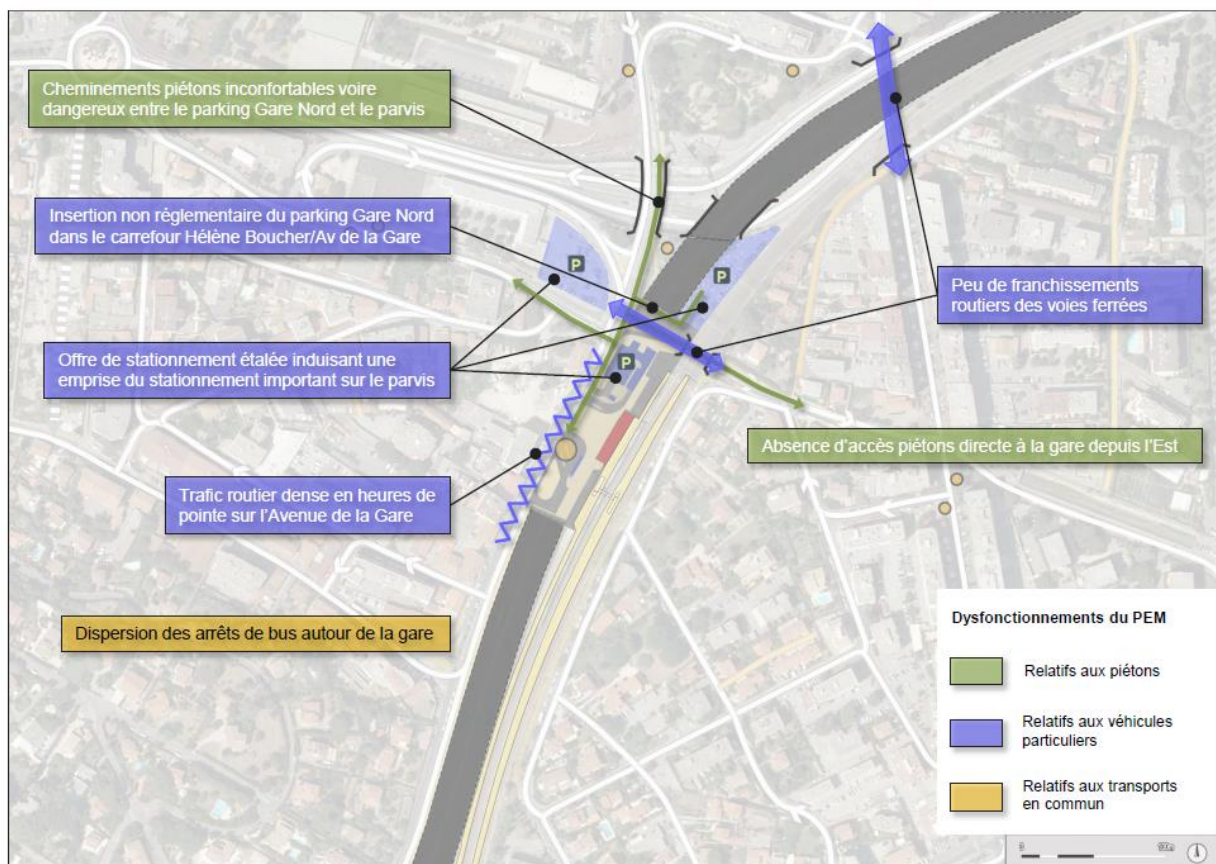 Cheminements piétons inconfortables voire
dangereux entre le parking Gare Nord et le parvis
Insertion non réglementaire du parking Gare Nord
dans le carrefour Hélène Boucher/Av de la Gare
P
P
Peu de franchissements
routiers des voies ferrées
Offre de stationnement étalée induisant une
emprise du stationnement important sur le parvis
P
Absence d'accès piétons directe à la gare depuis l'Est
Trafic routier dense en heures de
pointe sur l'Avenue de la Gare
Dispersion des arrêts de bus autour de la gare
Dysfonctionnements du PEM
Relatifs aux piétons
Relatifs aux véhicules
particuliers
Relatifs aux transports
en commun